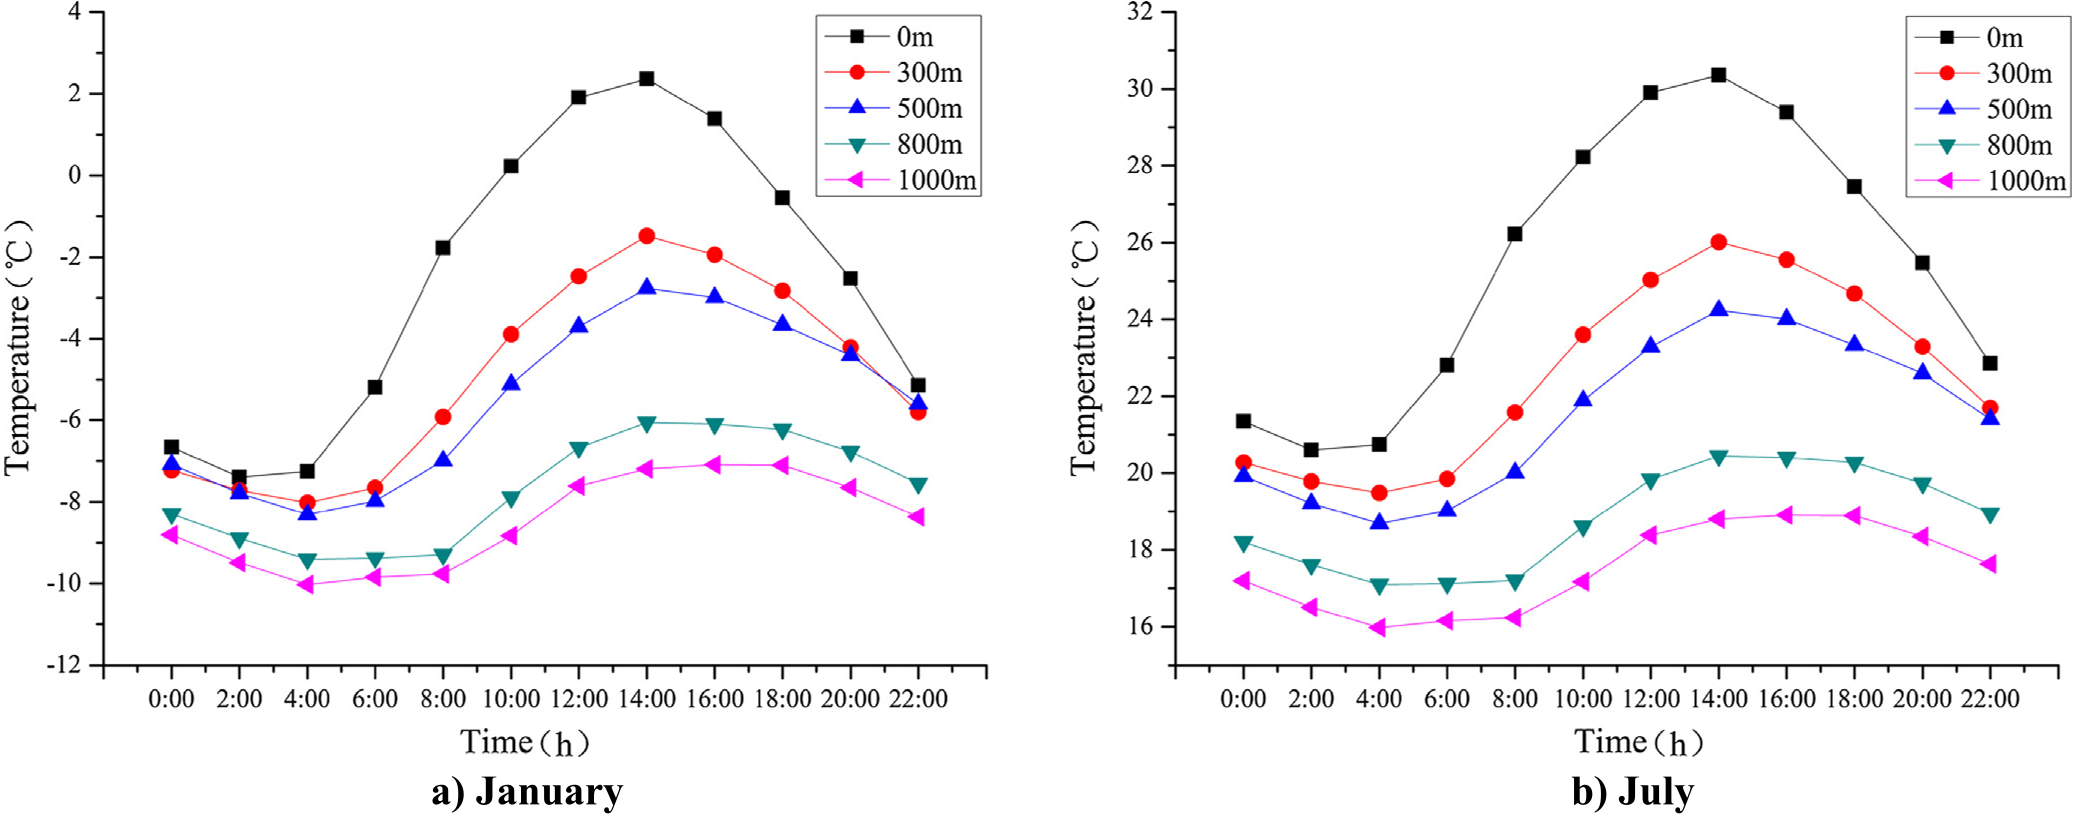 4
2
0
-2
-4
-6
-8
-10
-12
Temperature (℃)
0m
300m
500m
800m
1000m
0:00 2:00 4:00 6:00 8:00 10:00 12:00 14:00 16:00 18:00 20:00 22:00
Time (h)
a) January
32
30
28
26
24
22
20
18
16
Temperature (℃)
0m
300m
500m
800m
1000m
0:00 2:00 4:00 6:00 8:00 10:00 12:00 14:00 16:00 18:00 20:00 22:00
Time (h)
b) July